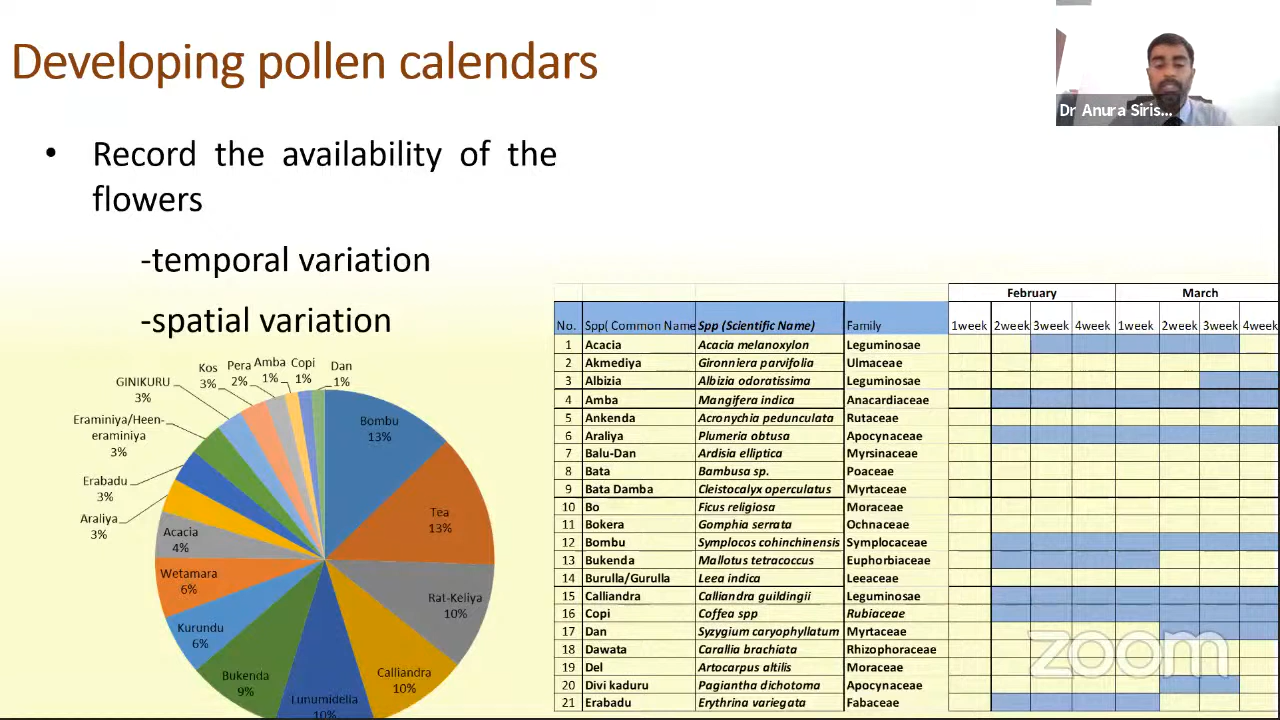 Developing pollen calendars
Dr Anura Siris...
• Record the availability of the
flowers
-temporal variation
-spatial variation
Kos
3%
Pera
2%
Amba
1%
Copi
1%
Dan
1%
GINIKURU
3%
Eraminiya/Heen-
eraminiya
3%
Erabadu
3%
Araliya
3%
Acacia
4%
Wetamara
6%
Kurundu
6%
Bukenda
9%
Lunumidella
10%
Calliandra
10%
Rat-Keliya
10%
Tea
13%
Bombu
13%
February March
No. Spp( Common Name Spp (Scientific Name) Family 1week 2week 3week 4week 1week 2week 3week 4week
1 Acacia Acacia melanoxylon Leguminosae
2 Akmediya Gironniera parvifolia Ulmaceae
3 Albizia Albizia odoratissima Leguminosae
4 Amba Mangifera indica Anacardiaceae
5 Ankenda Acronychia pedunculata Rutaceae
6 Araliya Plumeria obtusa Apocynaceae
7 Balu-Dan Ardisia elliptica Myrsinaceae
8 Bata Bambusa sp. Poaceae
9 Bata Damba Cleistocalyx operculatus Myrtaceae
10 Bo Ficus religiosa Moraceae
11 Bokera Gomphia serrata Ochnaceae
12 Bombu Symplocos cohinchinensis Symplocaceae
13 Bukenda Mallotus tetracoccus Euphorbiaceae
14 Burulla/Gurulla Leea indica Leeaceae
15 Calliandra Calliandra guildingii Leguminosae
16 Copi Coffea spp Rubiaceae
17 Dan Syzygium caryophyllatum Myrtaceae
18 Dawata Carallia brachiata Rhizophoraceae
19 Del Artocarpus altilis Moraceae
20 Divi kaduru Pagiantha dichotoma Apocynaceae
21 Erabadu Erythrina variegata Fabaceae
zoom